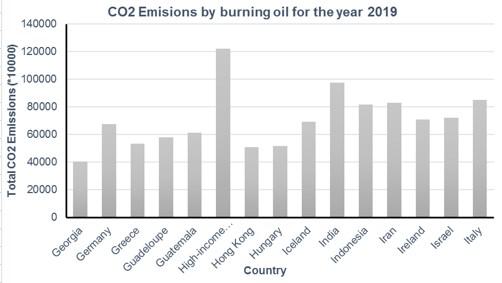 CO2 Emisions by burning oil for the year 2019
Total CO2 Emissions (*10000)
140000
120000
100000
80000
60000
40000
20000
0
Georgia
Germany
Greece
Guadeloupe
Guatemala
High-income...
Hong Kong
Hungary
Iceland
India
Indonesia
Iran
Ireland
Israel
Italy
Country